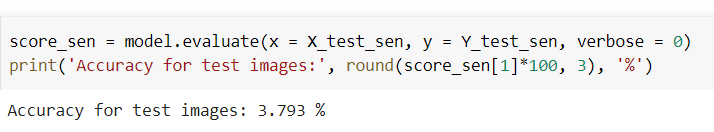 score_sen = model.evaluate(x = X_test_sen, y = Y_test_sen, verbose = 0)
print('Accuracy for test images:', round(score_sen[1]*100, 3), '%')
Accuracy for test images: 3.793 %